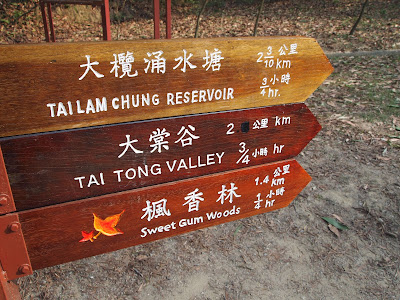 大欖涌水塘
2 3/10 公里 km
TAI LAM CHUNG RESERVOIR
3/4 小時 hr.
大棠谷
2 公里 km
TAI TONG VALLEY
3/4 小時 hr.
楓香林
1.4 公里 km
Sweet Gum Woods
1/4 小時 hr.